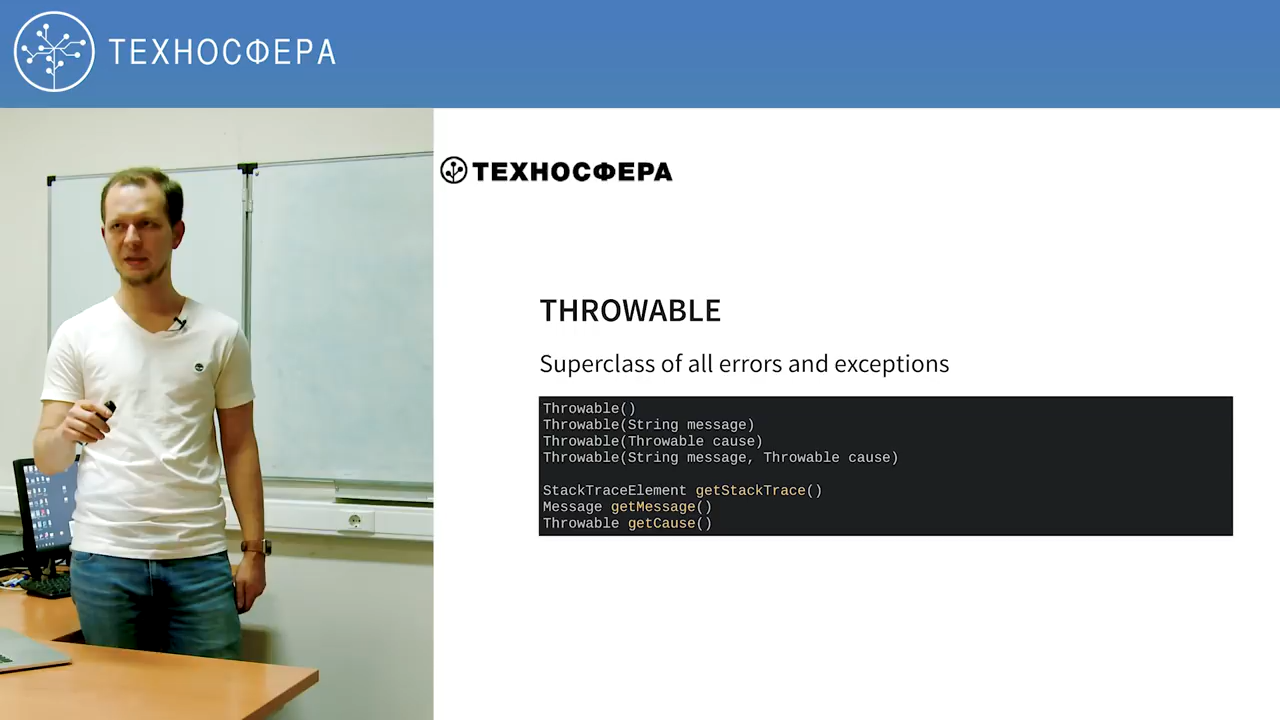 ТЕХНОСФЕРА
ТЕХНОСФЕРА
THROWABLE
Superclass of all errors and exceptions
Throwable()
Throwable(String message)
Throwable(Throwable cause)
Throwable(String message, Throwable cause)
StackTraceElement getStackTrace()
Message getMessage()
Throwable getCause()